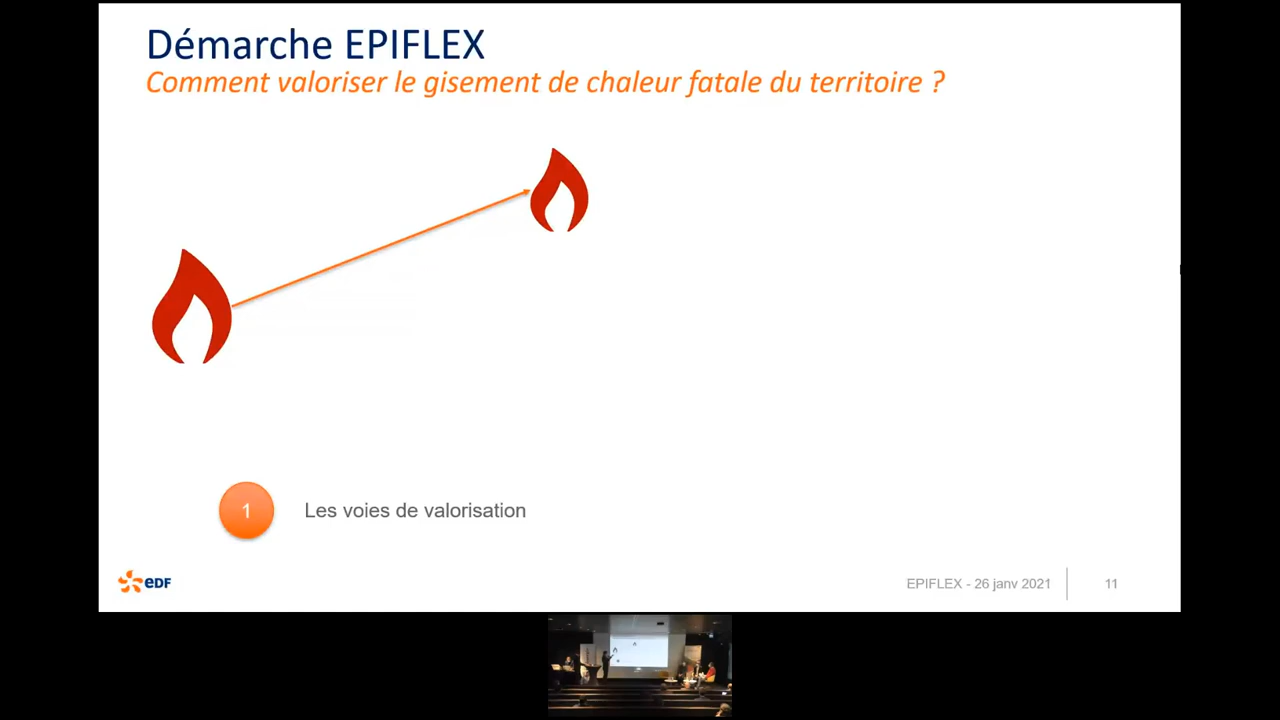 Démarche EPIFLEX
Comment valoriser le gisement de chaleur fatale du territoire ?
1
Les voies de valorisation
eDF
EPIFLEX - 26 janv 2021
11